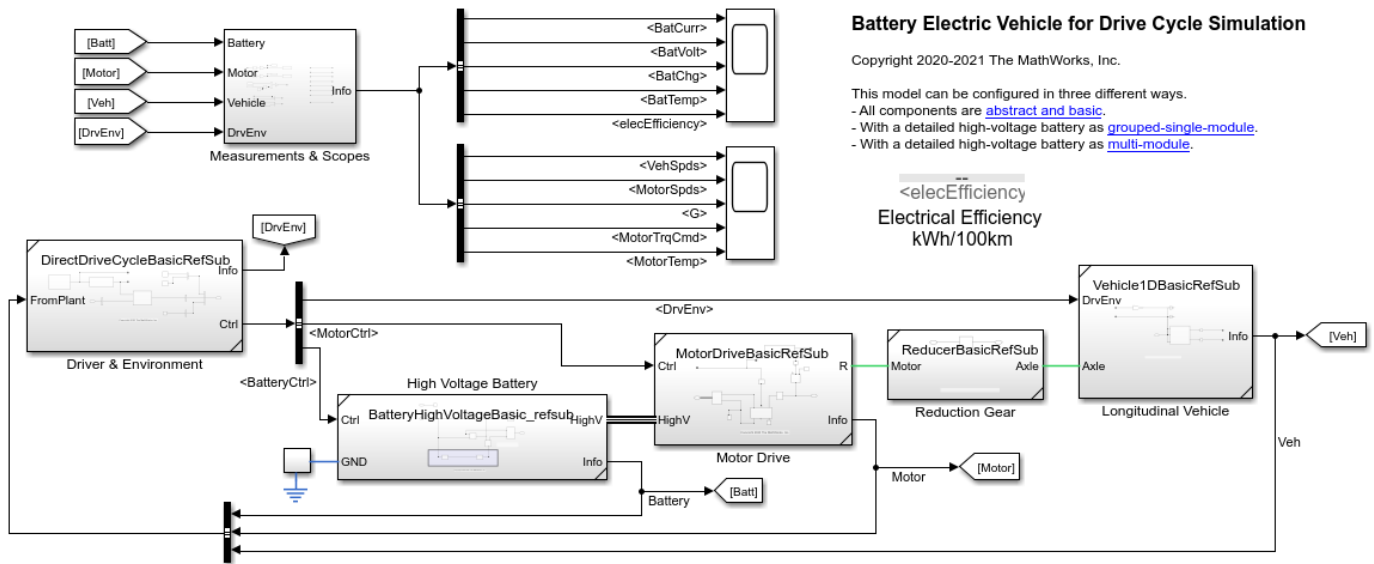 Battery Electric Vehicle for Drive Cycle Simulation
Copyright 2020-2021 The MathWorks, Inc.
This model can be configured in three different ways.
- All components are abstract and basic.
- With a detailed high-voltage battery as grouped-single-module.
- With a detailed high-voltage battery as multi-module.
--
<elecEfficiency
Electrical Efficiency
kWh/100km
[Batt]
[Motor]
[Veh]
[DrvEnv]
Battery
Motor
Vehicle
DrvEnv
Info
Measurements & Scopes
<BatCurr>
<BatVolt>
<BatChg>
<BatTemp>
<elecEfficiency>
<VehSpds>
<MotorSpds>
<G>
<MotorTrqCmd>
<MotorTemp>
[DrvEnv]
DirectDriveCycleBasicRefSub
Info
FromPlant
Ctrl
Driver & Environment
<DrvEnv>
<MotorCtrl>
<BatteryCtrl>
High Voltage Battery
BatteryHighVoltageBasic_refsub
Ctrl
HighV
GND
Info
Battery
[Batt]
MotorDriveBasicRefSub
Ctrl
R
HighV
Info
Motor Drive
Motor
[Motor]
ReducerBasicRefSub
Motor
Axle
Reduction Gear
Vehicle1DBasicRefSub
DrvEnv
Info
Axle
Longitudinal Vehicle
[Veh]
Veh